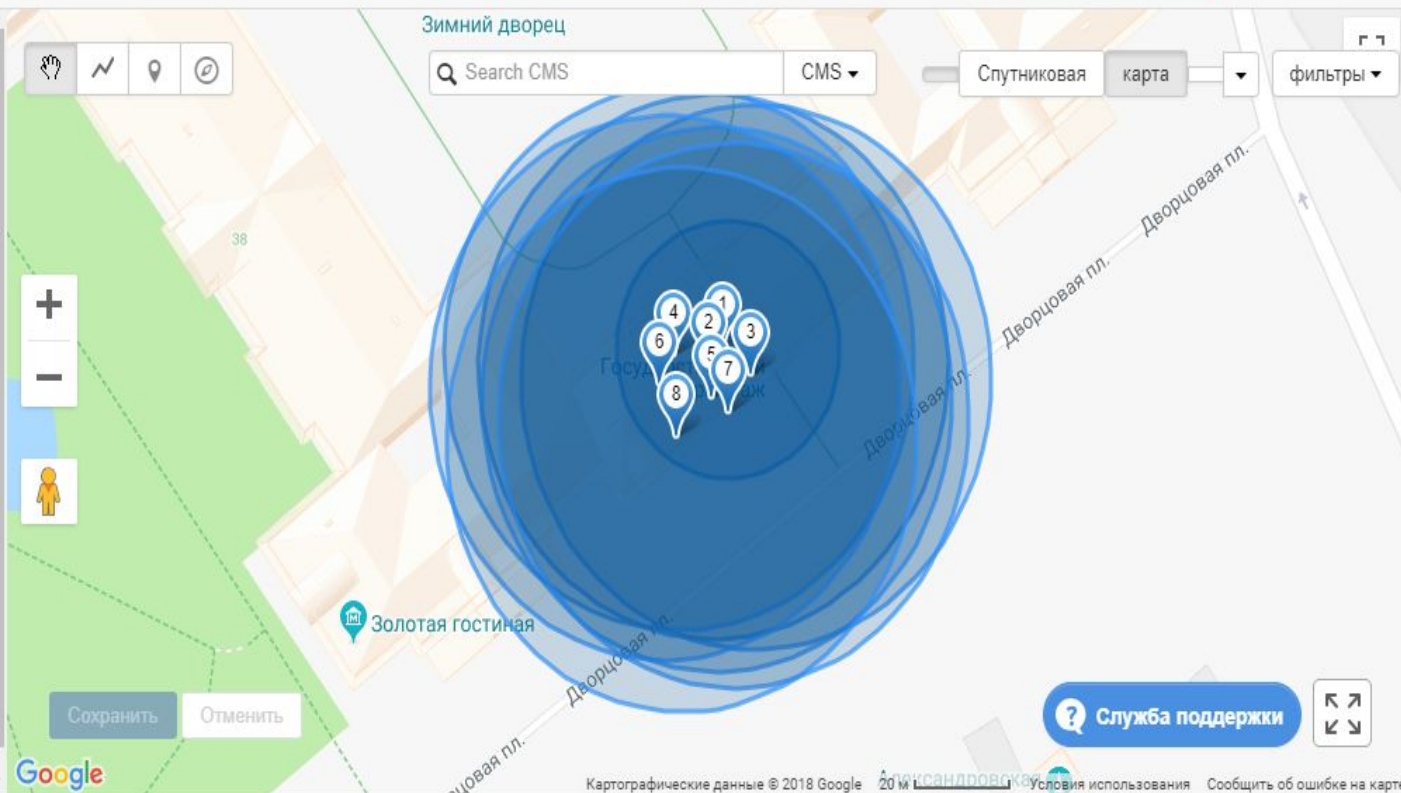 Зимний дворец
Search CMS
CMS
Спутниковая
карта
фильтры
38
Дворцовая пл.
Дворцовая пл.
Дворцовая пл.
4
1
2
3
6
5
7
8
Золотая гостиная
Дворцовая пл.
Сохранить
Отменить
? Служба поддержки
Google
Картографические данные © 2018 Google
20 м
Условия использования
Сообщить об ошибке на карте